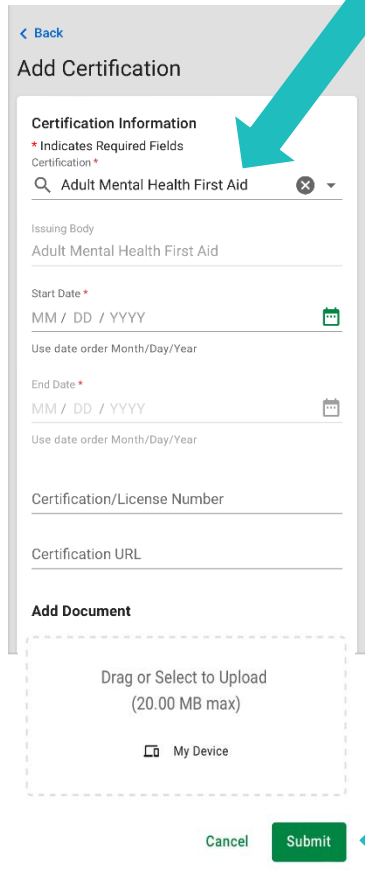 Back
Add Certification
Certification Information
* Indicates Required Fields
Certification *
Adult Mental Health First Aid
Issuing Body
Adult Mental Health First Aid
Start Date *
MM / DD / YYYY
Use date order Month/Day/Year
End Date *
MM / DD / YYYY
Use date order Month/Day/Year
Certification/License Number
Certification URL
Add Document
Drag or Select to Upload
(20.00 MB max)
My Device
Cancel Submit